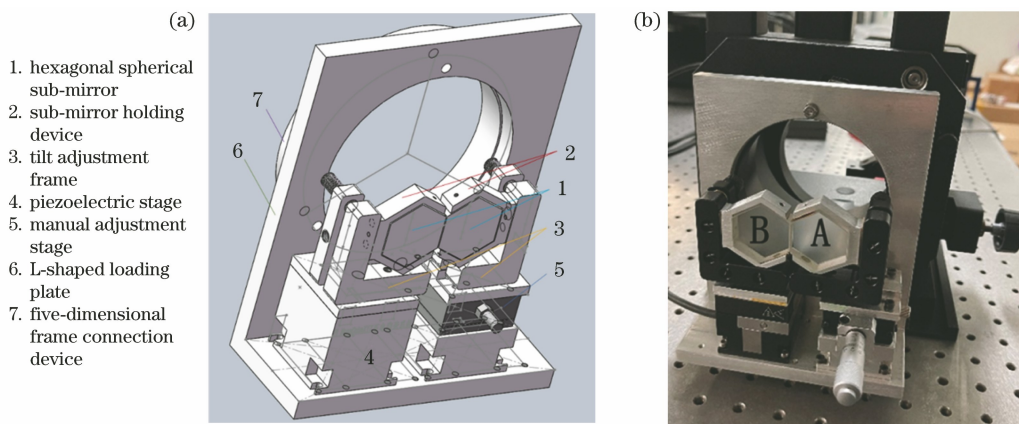 (a)
(b)
1. hexagonal spherical
sub-mirror
2. sub-mirror holding
device
3. tilt adjustment
frame
4. piezoelectric stage
5. manual adjustment
stage
6. L-shaped loading
plate
7. five-dimensional
frame connection
device
7
6
2
1
3
5
4
B
A